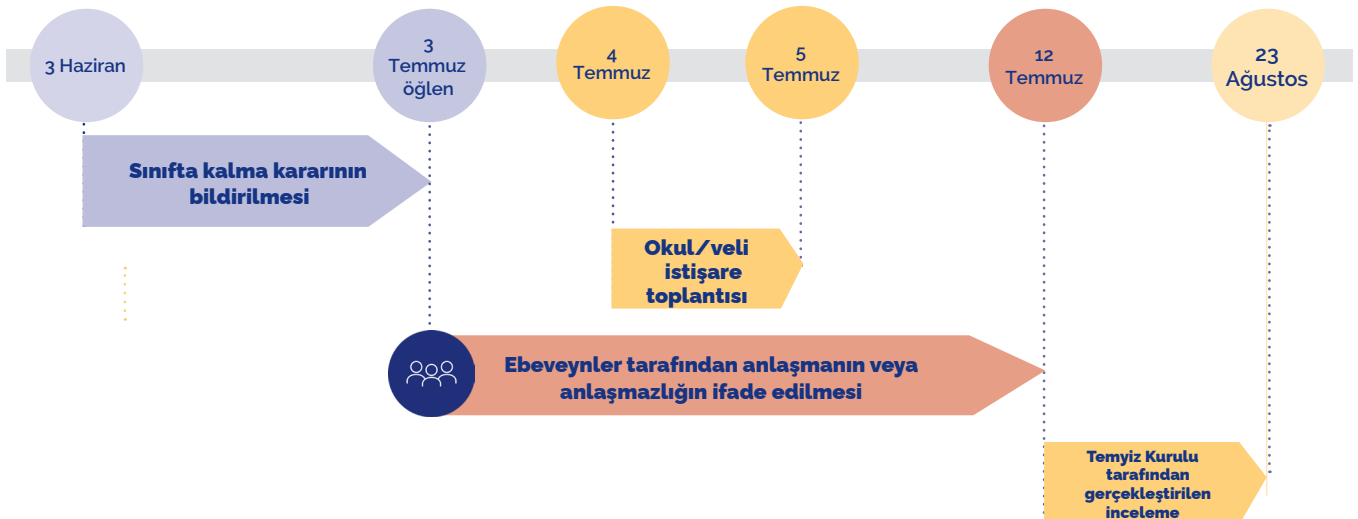 3 Haziran
3
Temmuz
öğlen
4
Temmuz
5
Temmuz
12
Temmuz
23
Ağustos
Sınıfta kalma kararının
bildirilmesi
Okul/veli
istişare
toplantısı
Ebeveynler tarafından anlaşmanın veya
anlaşmazlığın ifade edilmesi
Temyiz Kurulu
tarafından
gerçekleştirilen
inceleme